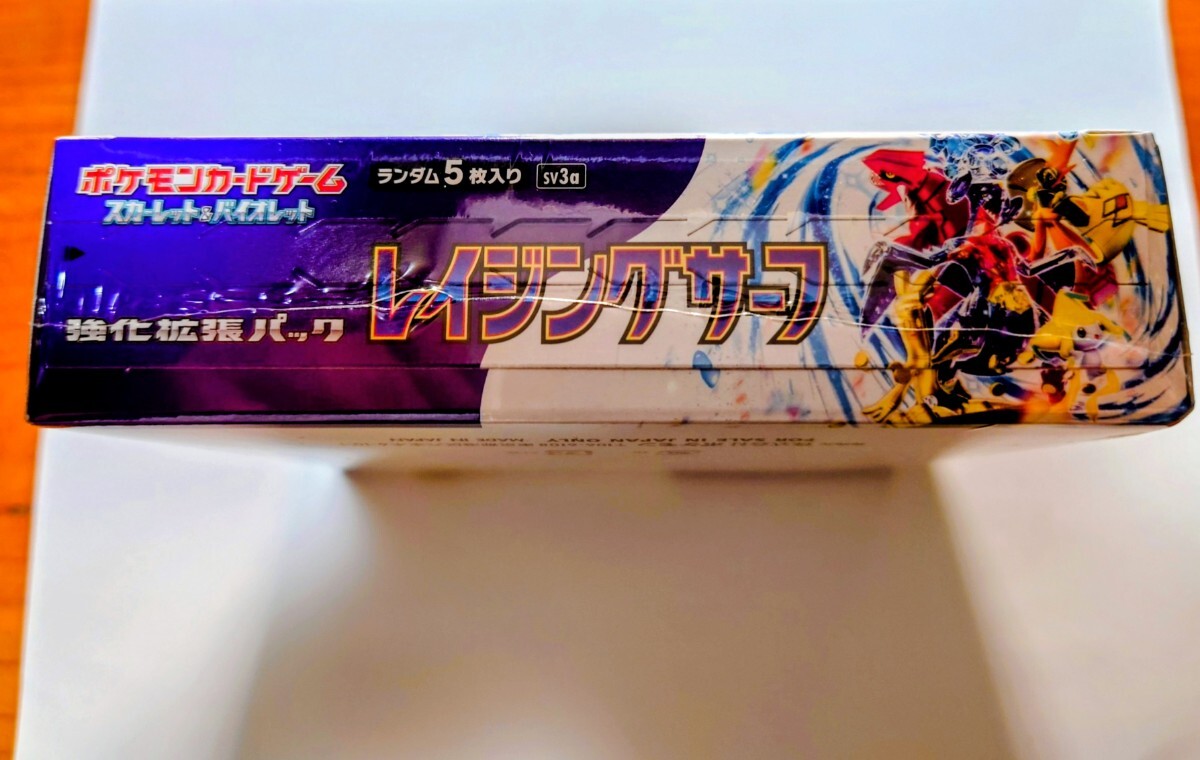 ポケモンカードゲーム
スカーレット&バイオレット
ランダム5枚入り SV3a
強化拡張パック
レイジングサーフ
FOR SALE IN JAPAN ONLY MADE IN JAPAN